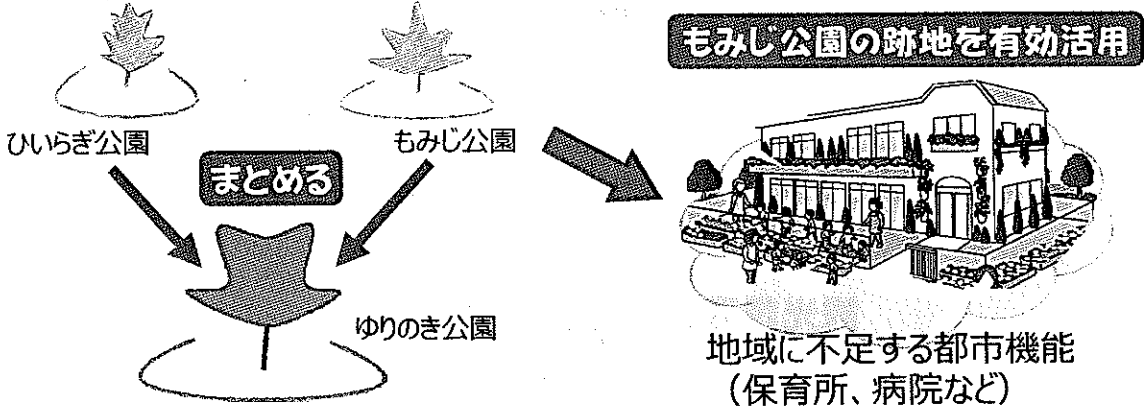 もみじ公園の跡地を有効活用
ひいらぎ公園
もみじ公園
まとめる
ゆりのき公園
地域に不足する都市機能
（保育所、病院など）